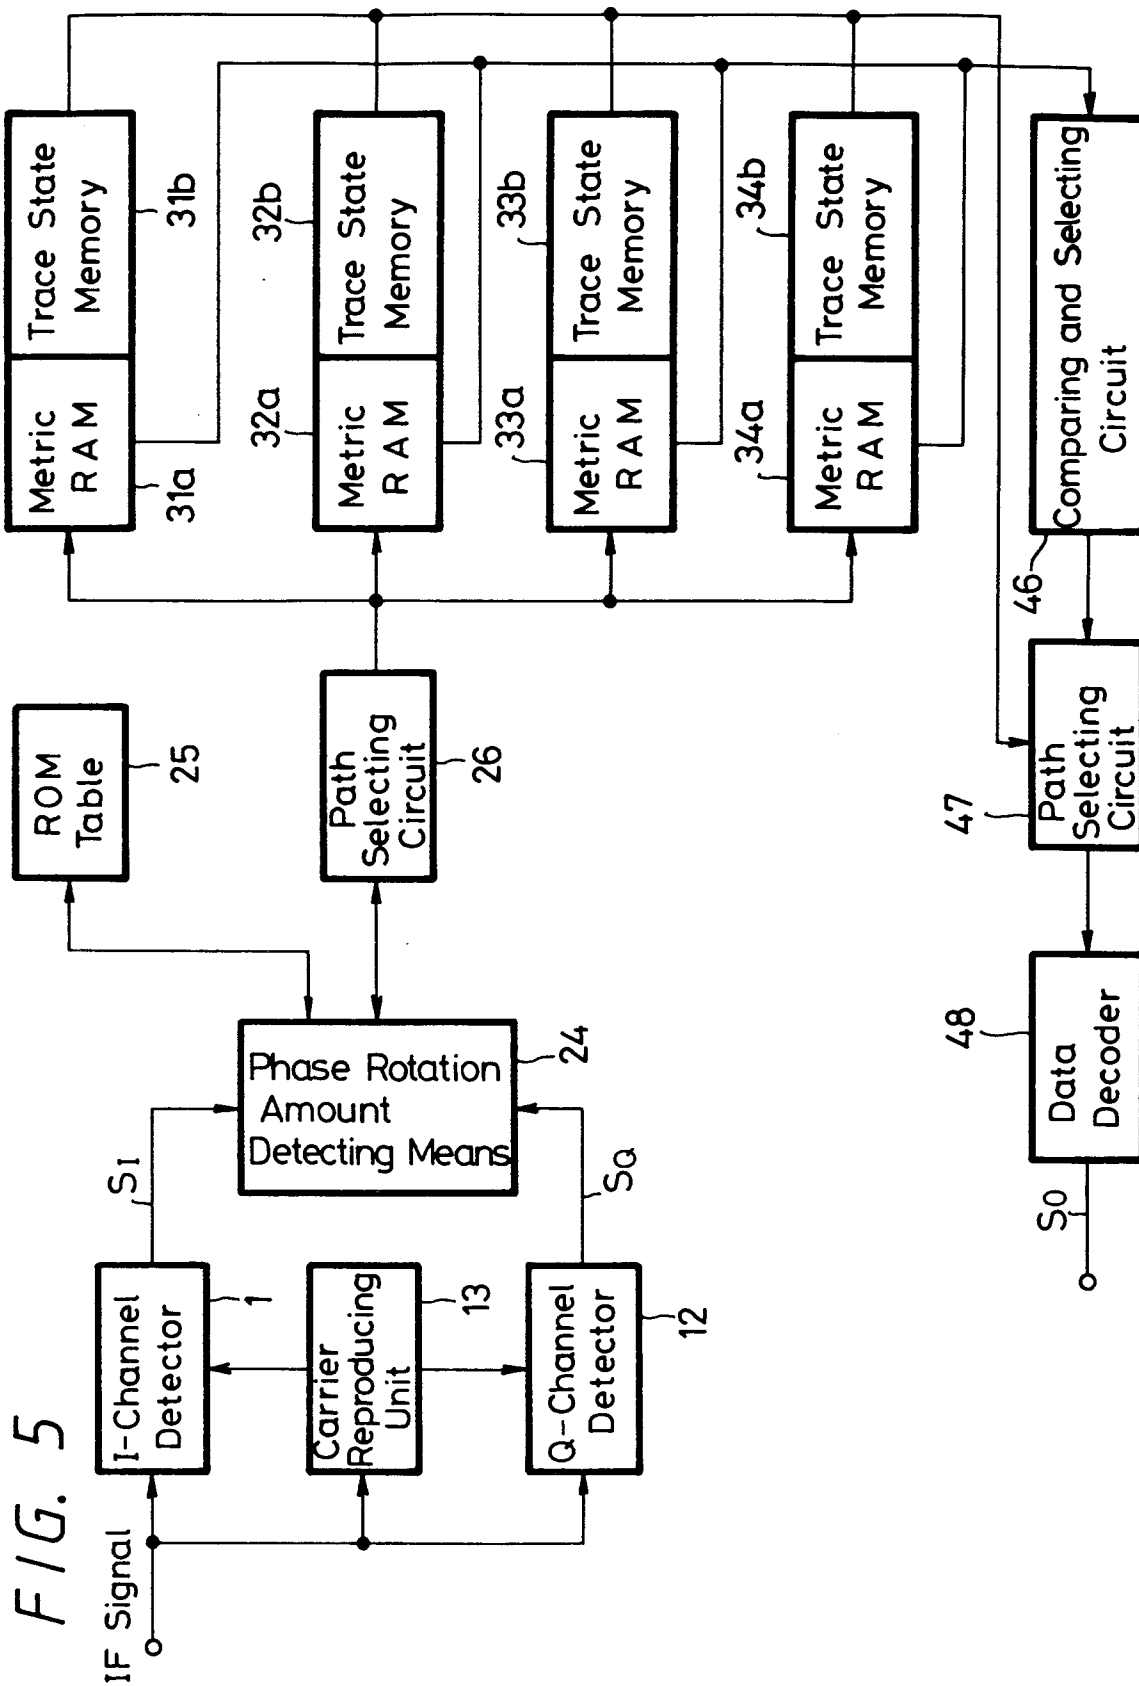 FIG. 5
IF Signal
I-Channel
Detector
1
Carrier
Reproducing
Unit
13
Q-Channel
Detector
12
SI
SQ
Phase Rotation
Amount
Detecting Means
24
ROM
Table
25
Path
Selecting
Circuit
26
Metric
RAM
31a
Trace State
Memory
31b
Metric
RAM
32a
Trace State
Memory
32b
Metric
RAM
33a
Trace State
Memory
33b
Metric
RAM
34a
Trace State
Memory
34b
Comparing and Selecting
Circuit
46
Path
Selecting
Circuit
47
Data
Decoder
48
SO